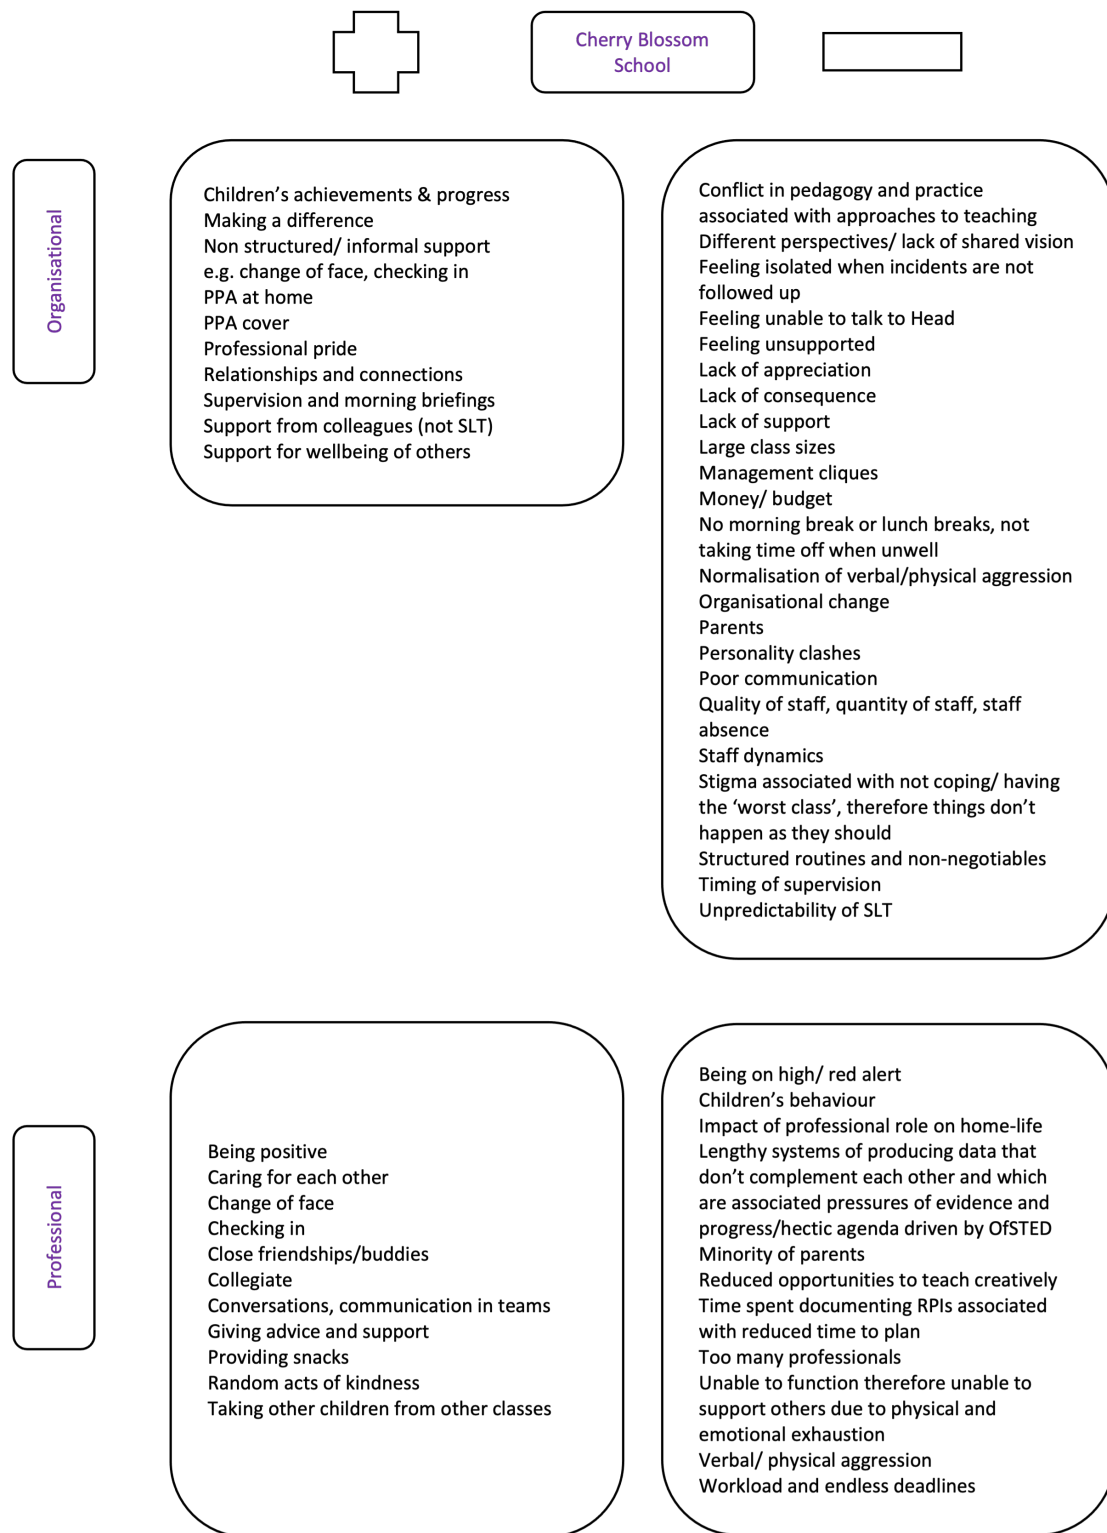 Cherry Blossom
School
Organisational
Children’s achievements & progress
Making a difference
Non structured/ informal support
e.g. change of face, checking in
PPA at home
PPA cover
Professional pride
Relationships and connections
Supervision and morning briefings
Support from colleagues (not SLT)
Support for wellbeing of others
Conflict in pedagogy and practice
associated with approaches to teaching
Different perspectives/ lack of shared vision
Feeling isolated when incidents are not
followed up
Feeling unable to talk to Head
Feeling unsupported
Lack of appreciation
Lack of consequence
Lack of support
Large class sizes
Management cliques
Money/ budget
No morning break or lunch breaks, not
taking time off when unwell
Normalisation of verbal/physical aggression
Organisational change
Parents
Personality clashes
Poor communication
Quality of staff, quantity of staff, staff
absence
Staff dynamics
Stigma associated with not coping/ having
the ‘worst class’, therefore things don’t
happen as they should
Structured routines and non-negotiables
Timing of supervision
Unpredictability of SLT
Professional
Being positive
Caring for each other
Change of face
Checking in
Close friendships/buddies
Collegiate
Conversations, communication in teams
Giving advice and support
Providing snacks
Random acts of kindness
Taking other children from other classes
Being on high/ red alert
Children’s behaviour
Impact of professional role on home-life
Lengthy systems of producing data that
don’t complement each other and which
are associated pressures of evidence and
progress/hectic agenda driven by OfSTED
Minority of parents
Reduced opportunities to teach creatively
Time spent documenting RPIs associated
with reduced time to plan
Too many professionals
Unable to function therefore unable to
support others due to physical and
emotional exhaustion
Verbal/ physical aggression
Workload and endless deadlines